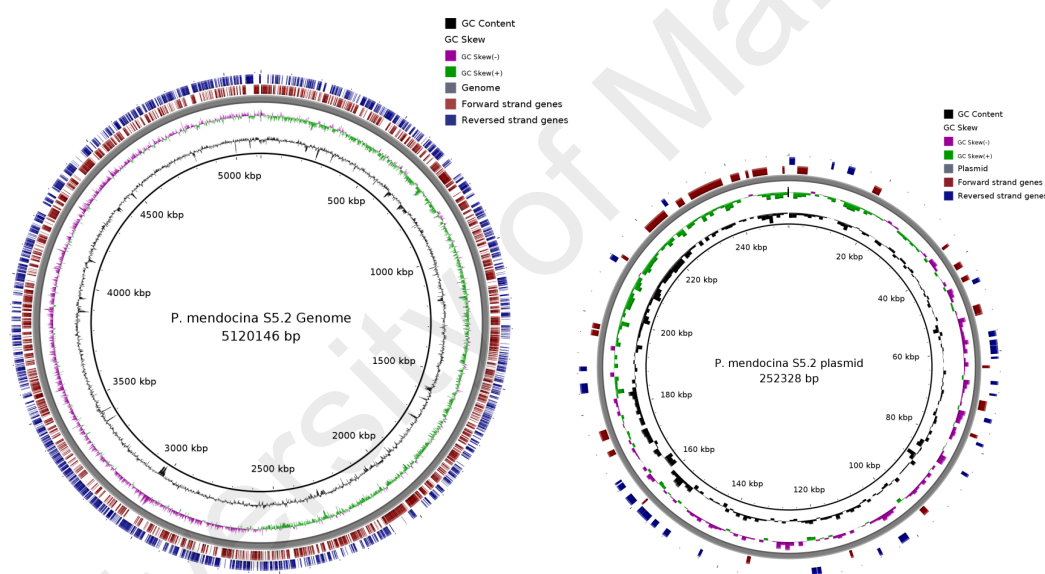 GC Content
GC Skew
GC Skew(-)
GC Skew(+)
Genome
Forward strand genes
Reversed strand genes
5000 kbp
500 kbp
4500 kbp
1000 kbp
4000 kbp
P. mendocina S5.2 Genome
5120146 bp
1500 kbp
3500 kbp
2000 kbp
3000 kbp
2500 kbp
GC Content
GC Skew
GC Skew(-)
GC Skew(+)
Plasmid
Forward strand genes
Reversed strand genes
240 kbp
20 kbp
220 kbp
40 kbp
200 kbp
60 kbp
P. mendocina S5.2 plasmid
252328 bp
180 kbp
80 kbp
160 kbp
100 kbp
140 kbp
120 kbp
ersity of Ma